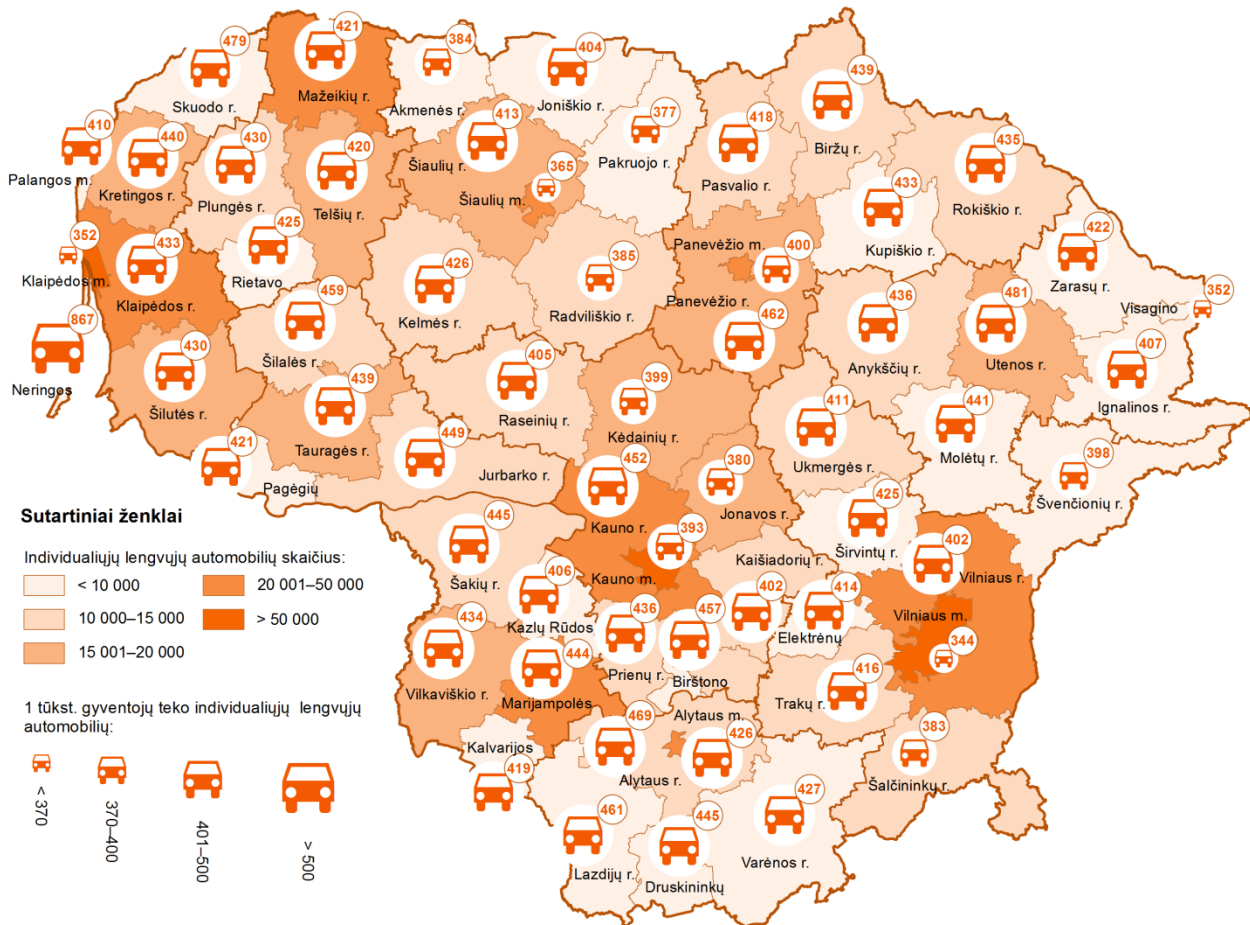 479
Skuodo r.
421
Mažeikių r.
384
Akmenės r.
404
Joniškio r.
377
Pakruojo r.
439
Biržų r.
418
Pasvalio r.
435
Rokiškio r.
410
Palangos m.
440
Kretingos r.
430
Plungės r.
420
Telšių r.
413
Šiaulių r.
365
Šiaulių m.
433
Kupiškio r.
422
Zarasų r.
352
Visagino
352
Klaipėdos m.
433
Klaipėdos r.
425
Rietavo
426
Kelmės r.
385
Radviliškio r.
Panevėžio m.
400
Panevėžio r.
462
436
Anykščių r.
481
Utenos r.
407
Ignalinos r.
867
Neringos
459
Šilalės r.
430
Šilutės r.
439
Tauragės r.
405
Raseinių r.
399
Kėdainių r.
411
Ukmergės r.
441
Molėtų r.
398
Švenčionių r.
421
Pagėgių
449
Jurbarko r.
452
Kauno r.
380
Jonavos r.
425
Širvintų r.
445
Šakių r.
393
Kauno m.
406
Kazlų Rūdos
Kaišiadorių r.
402
414
Elektrėnų
402
Vilniaus r.
Vilniaus m.
344
434
Vilkaviškio r.
444
Marijampolės
436
Prienų r.
457
Birštono
416
Trakų r.
383
Šalčininkų r.
Kalvarijos
419
469
Alytaus r.
Alytaus m.
426
427
Varėnos r.
461
Lazdijų r.
445
Druskininkų
Sutartiniai ženklai
Individualiųjų lengvųjų automobilių skaičius:
< 10 000
20 001–50 000
10 000–15 000
> 50 000
15 001–20 000
1 tūkst. gyventojų teko individualiųjų lengvųjų
automobilių:
< 370
370–400
401–500
> 500